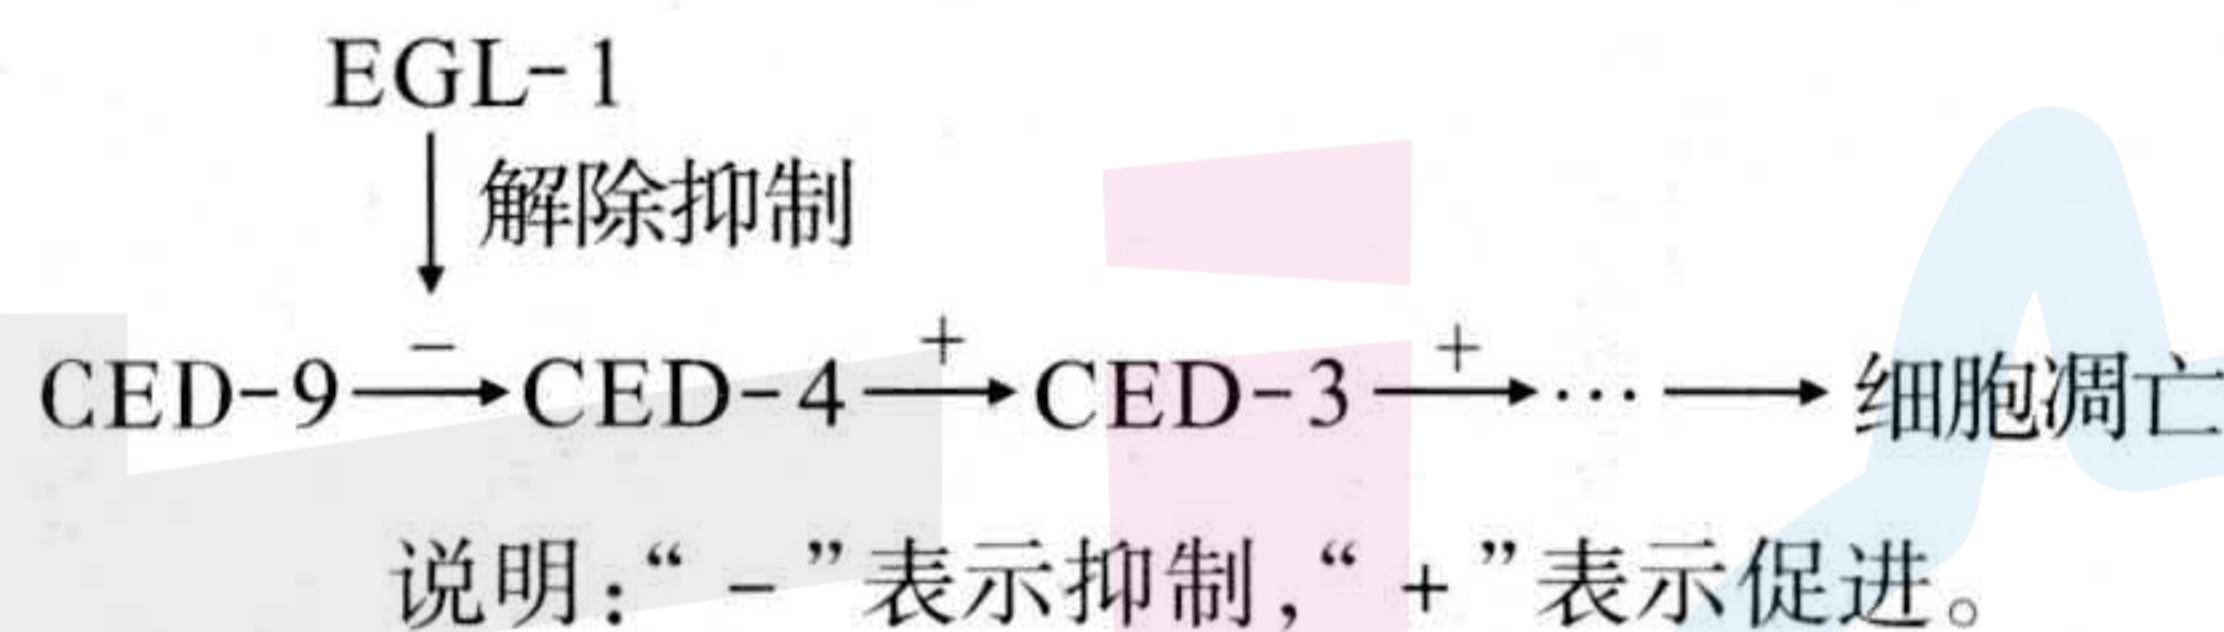 EGL-1
解除抑制
CED-9 — CED-4 + CED-3 + ··· 细胞凋亡
说明：“－”表示抑制，“+”表示促进。